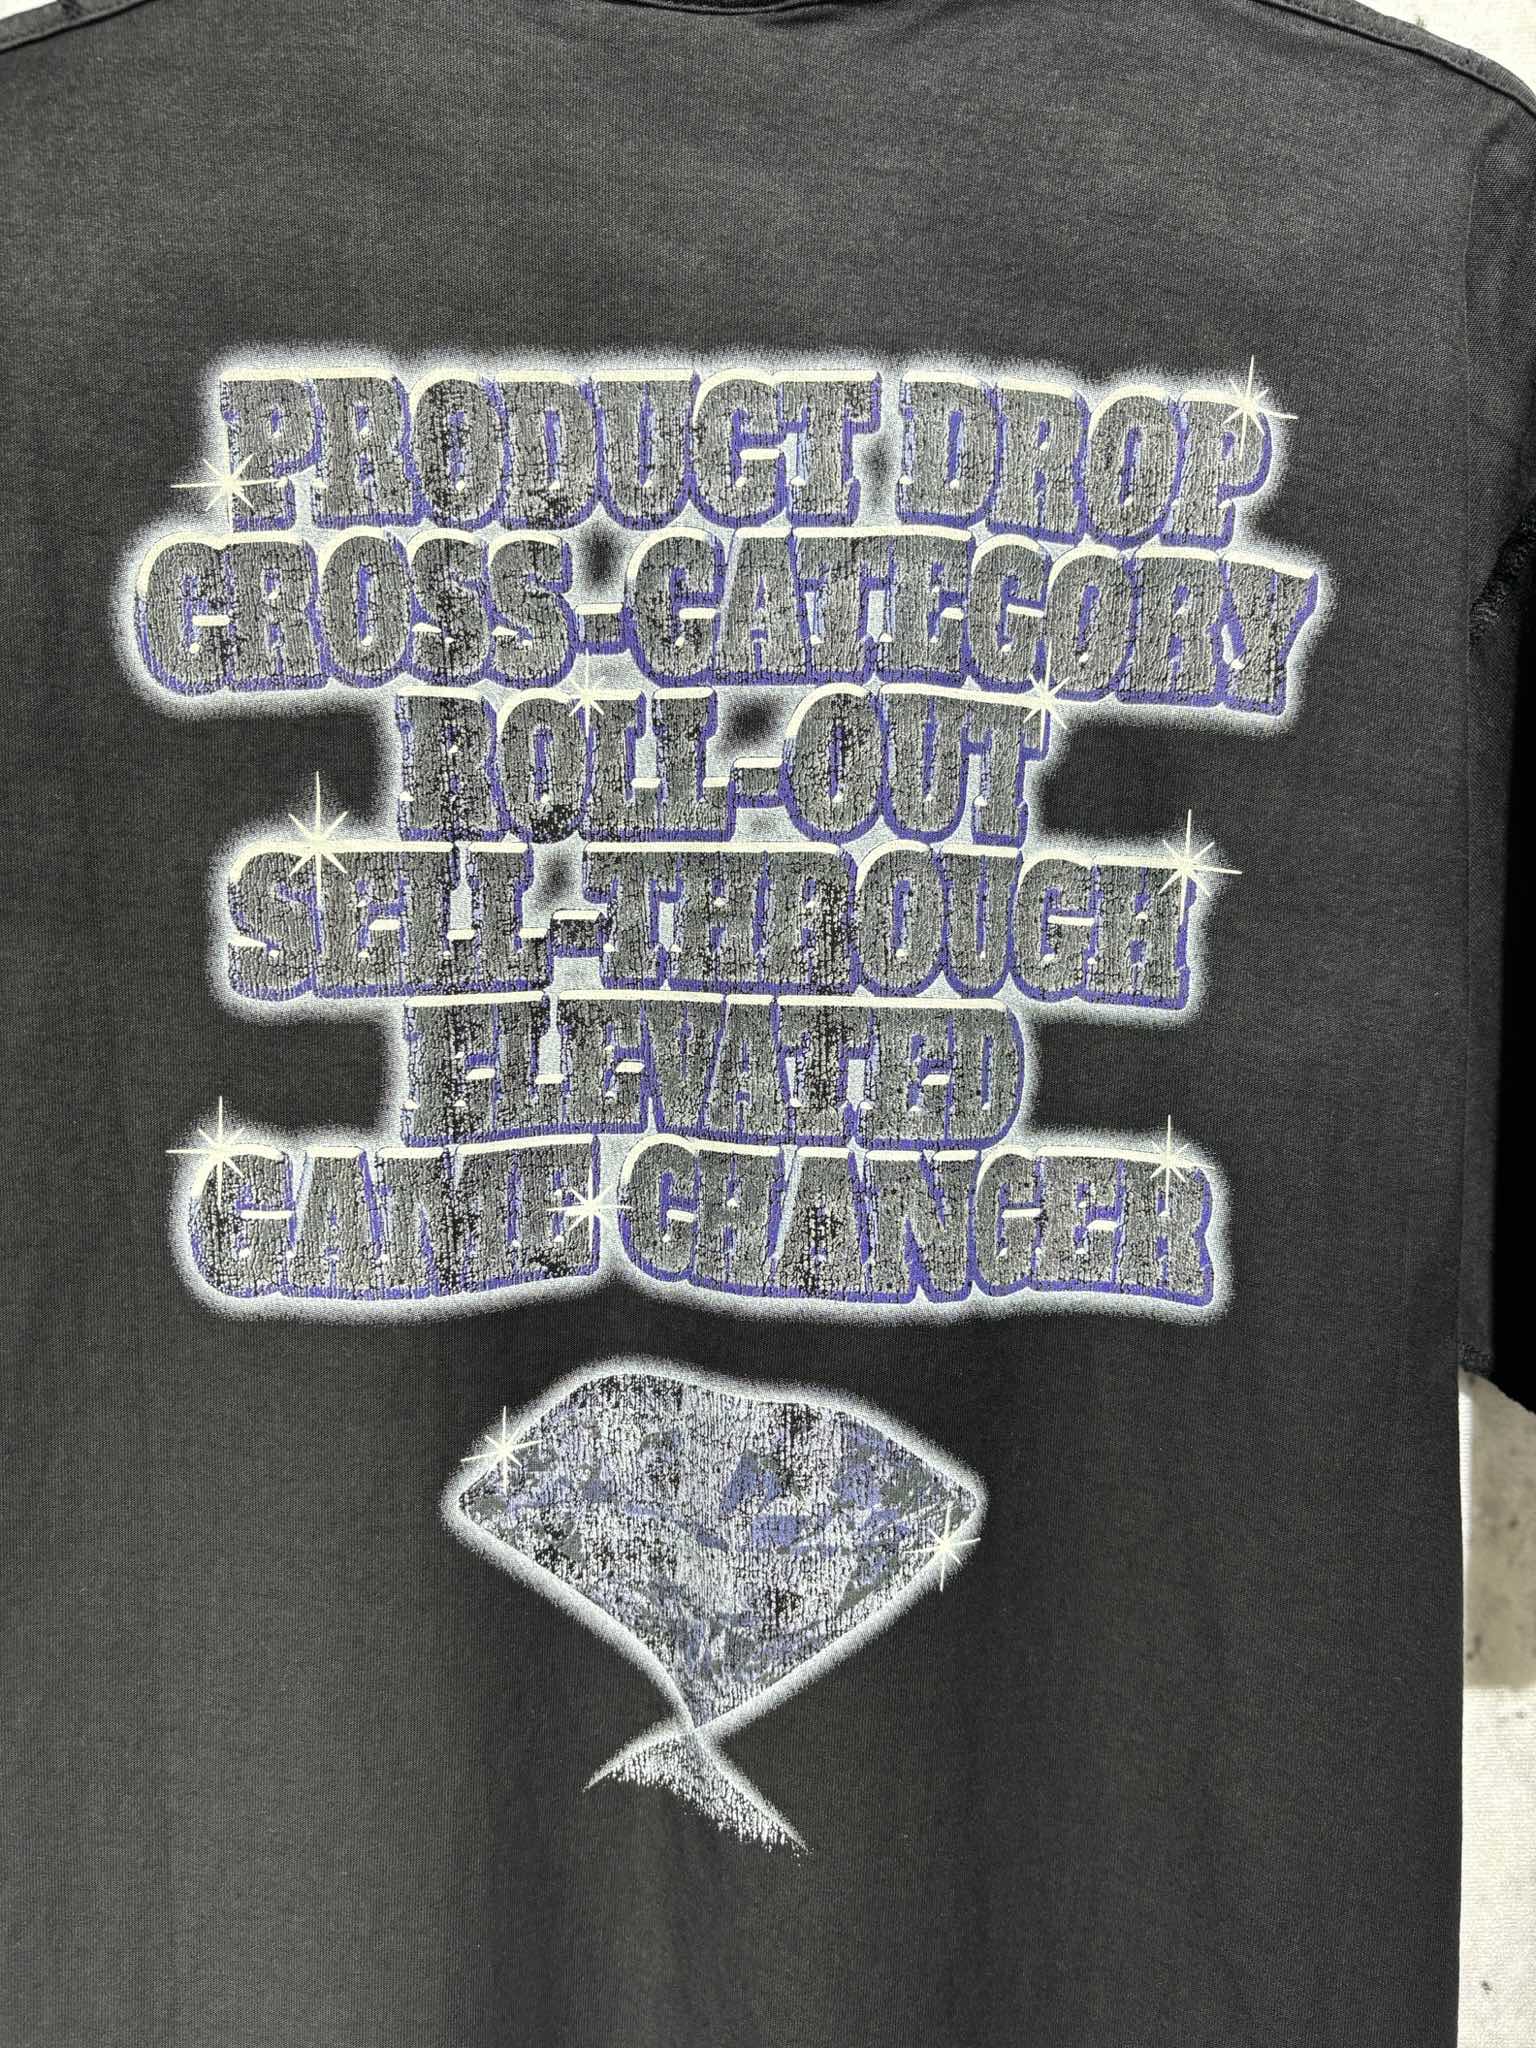 PRODUCT DROP
CROSS-CATEGORY
ROLL-OUT
SELL-THROUGH
ELEVATED
GAME CHANGER